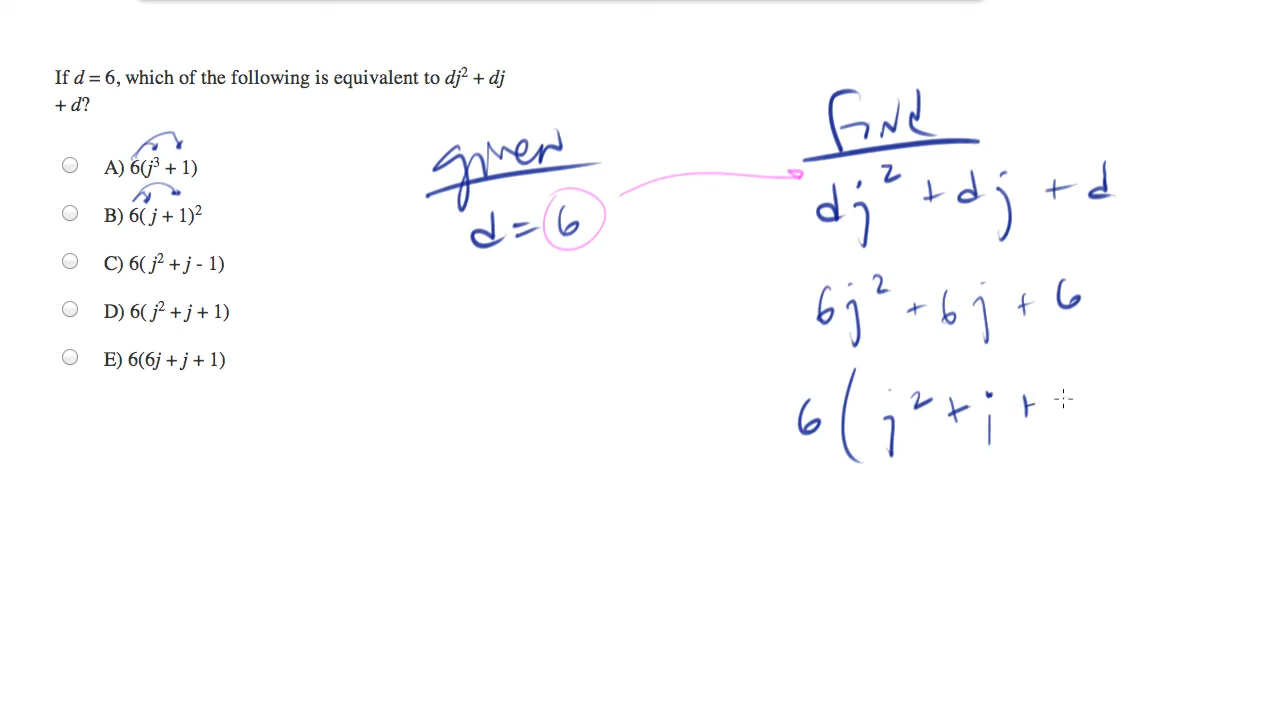 If d = 6, which of the following is equivalent to dj² + dj
+ d?
A) 6(j³ + 1)
B) 6( j + 1)²
C) 6( j² + j - 1)
D) 6( j² + j + 1)
E) 6(6j + j + 1)
given
d = 6
find
dj² + dj + d
6j² + 6j + 6
6( j² + j +